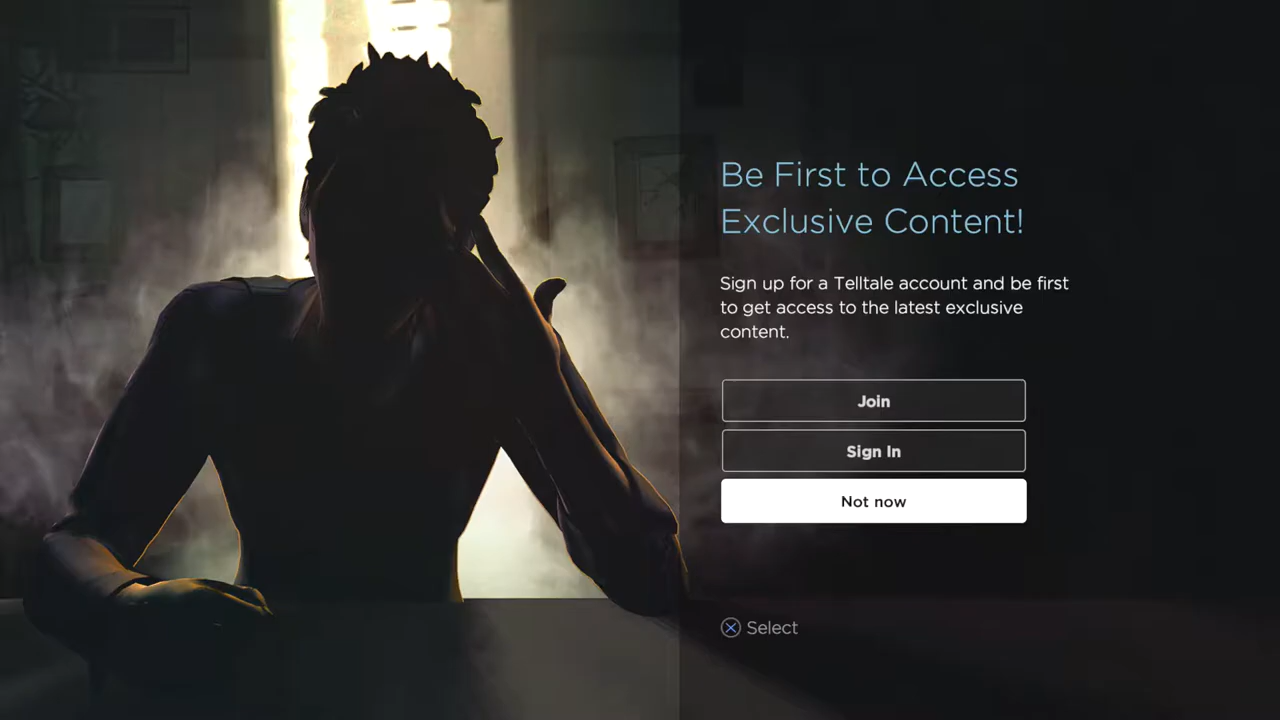 Be First to Access
Exclusive Content!
Sign up for a Telltale account and be first
to get access to the latest exclusive
content.
Join
Sign In
Not now
Select